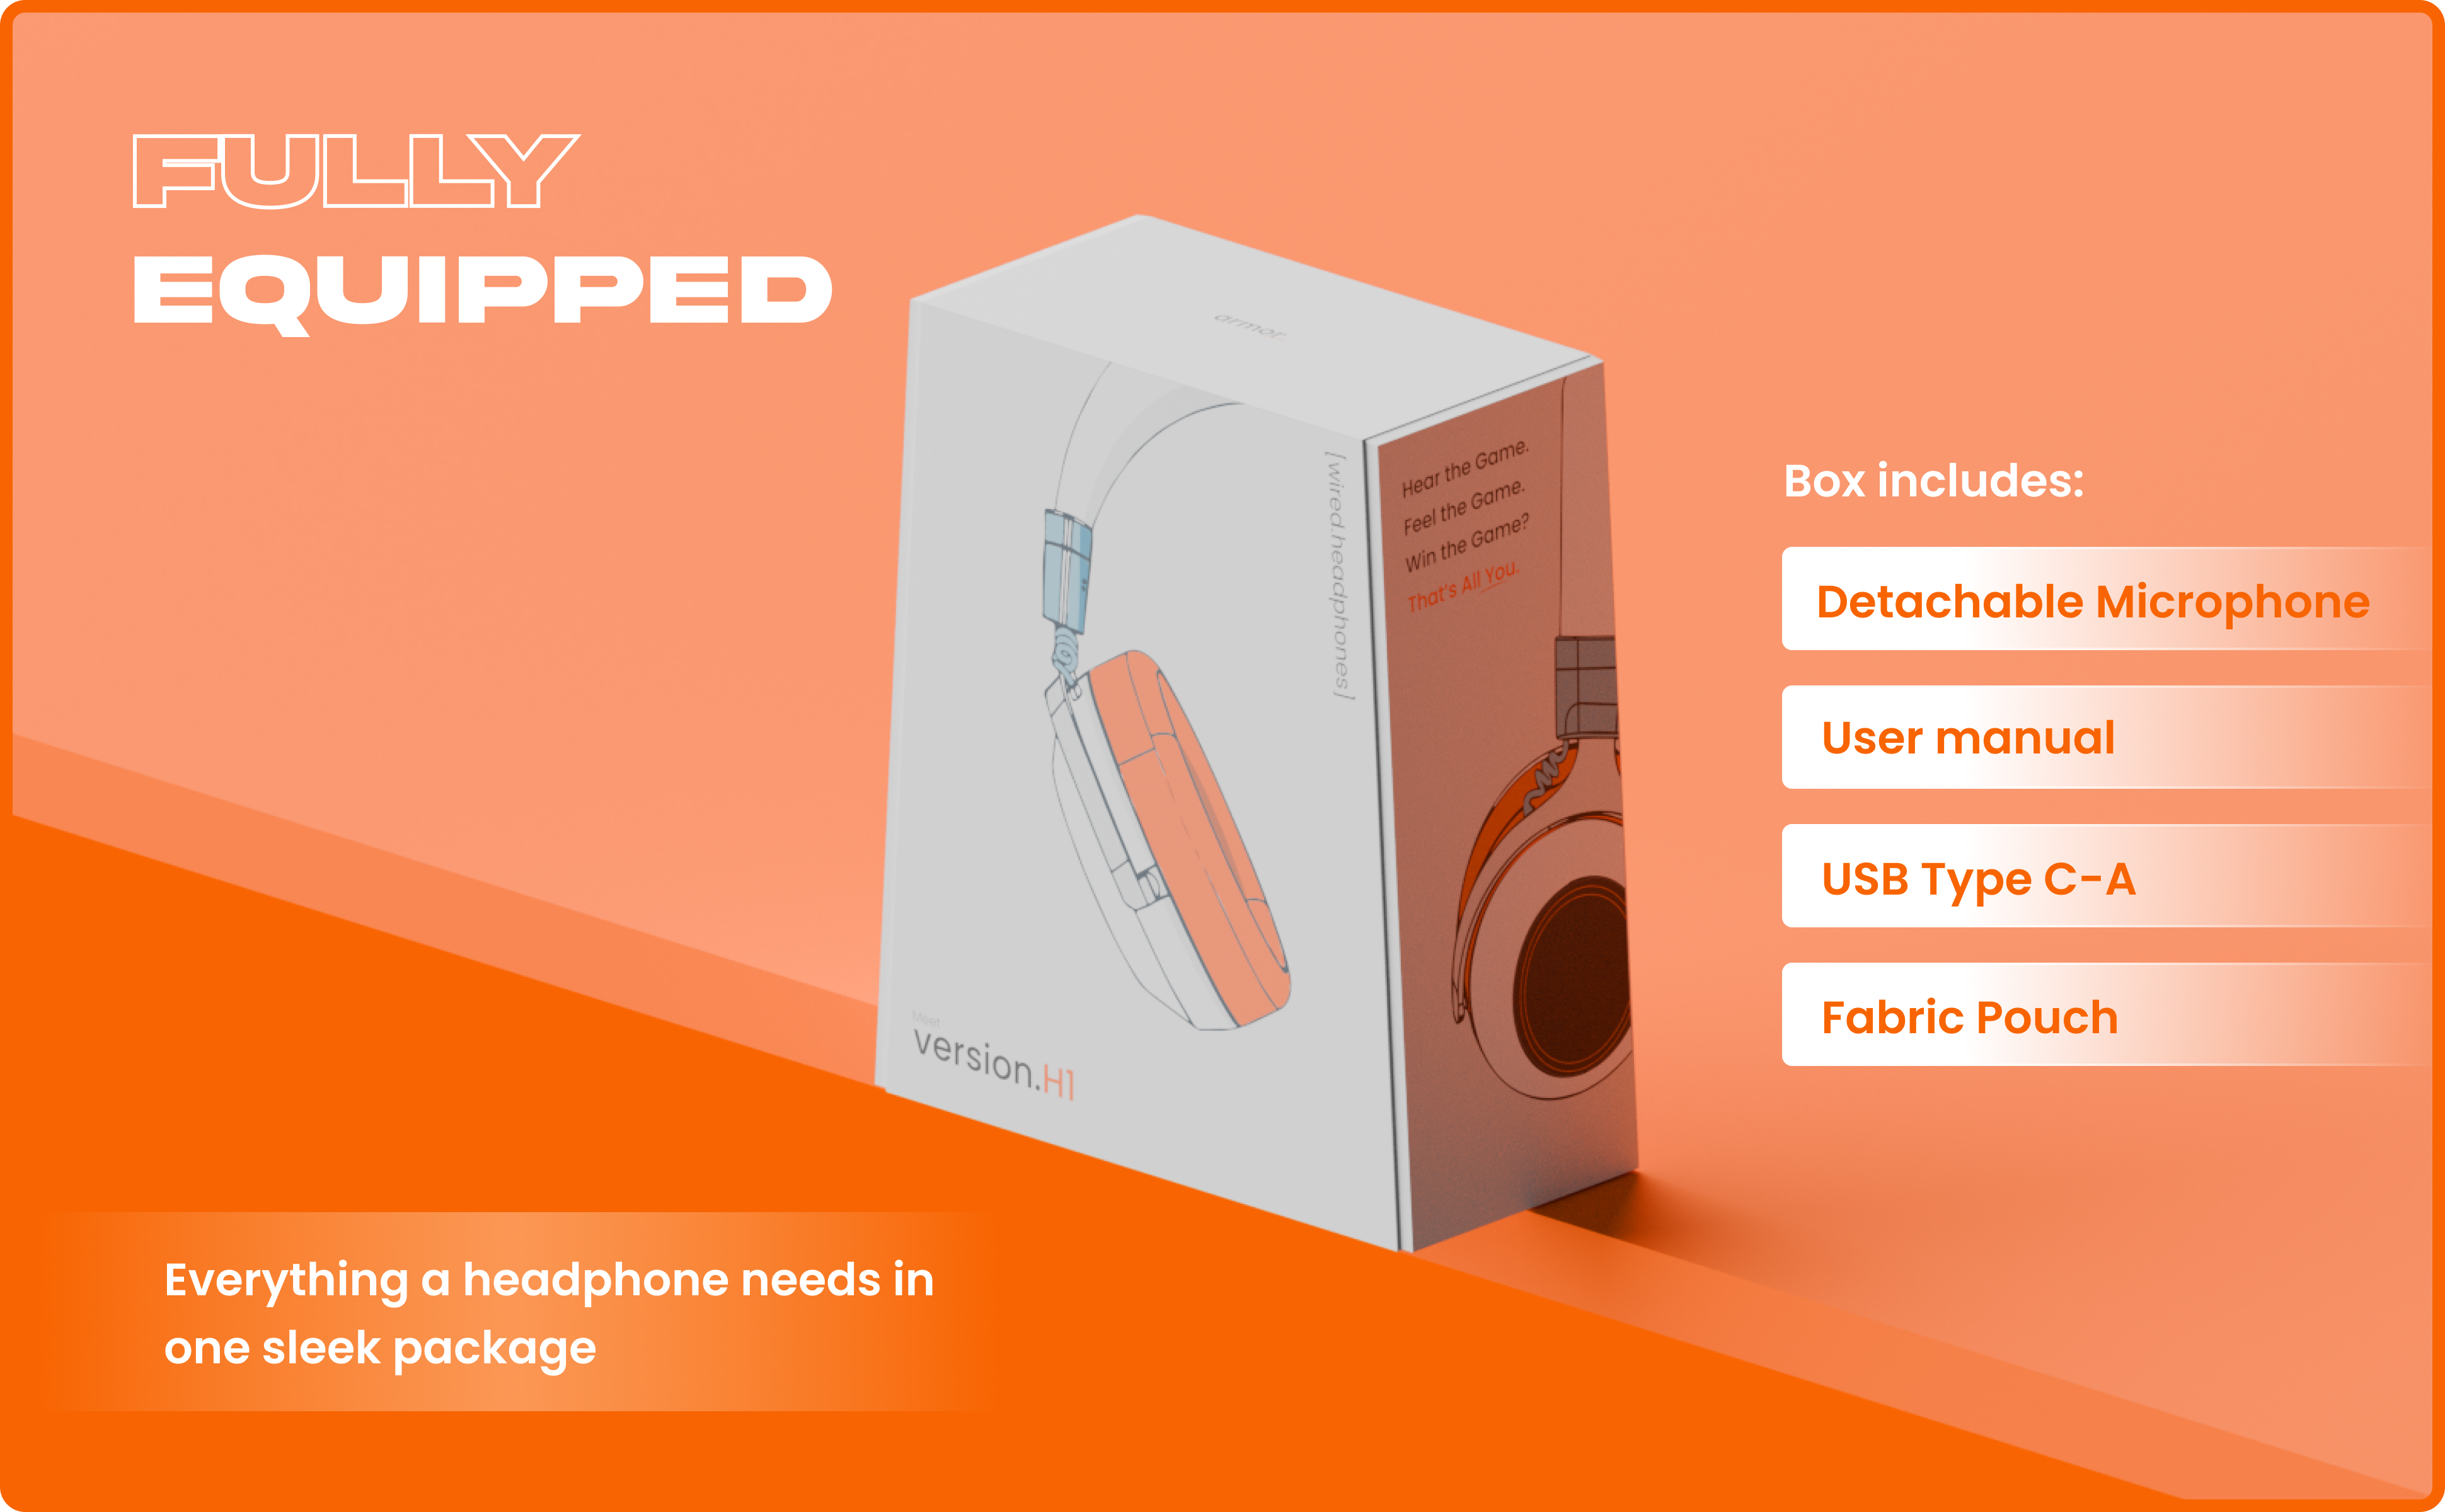 FULLY
EQUIPPED
armor
[wired.headphones]
Hear the Game.
Feel the Game.
Win the Game?
That's All You.
Meet
version.H1
Box includes:
Detachable Microphone
User manual
USB Type C-A
Fabric Pouch
Everything a headphone needs in
one sleek package